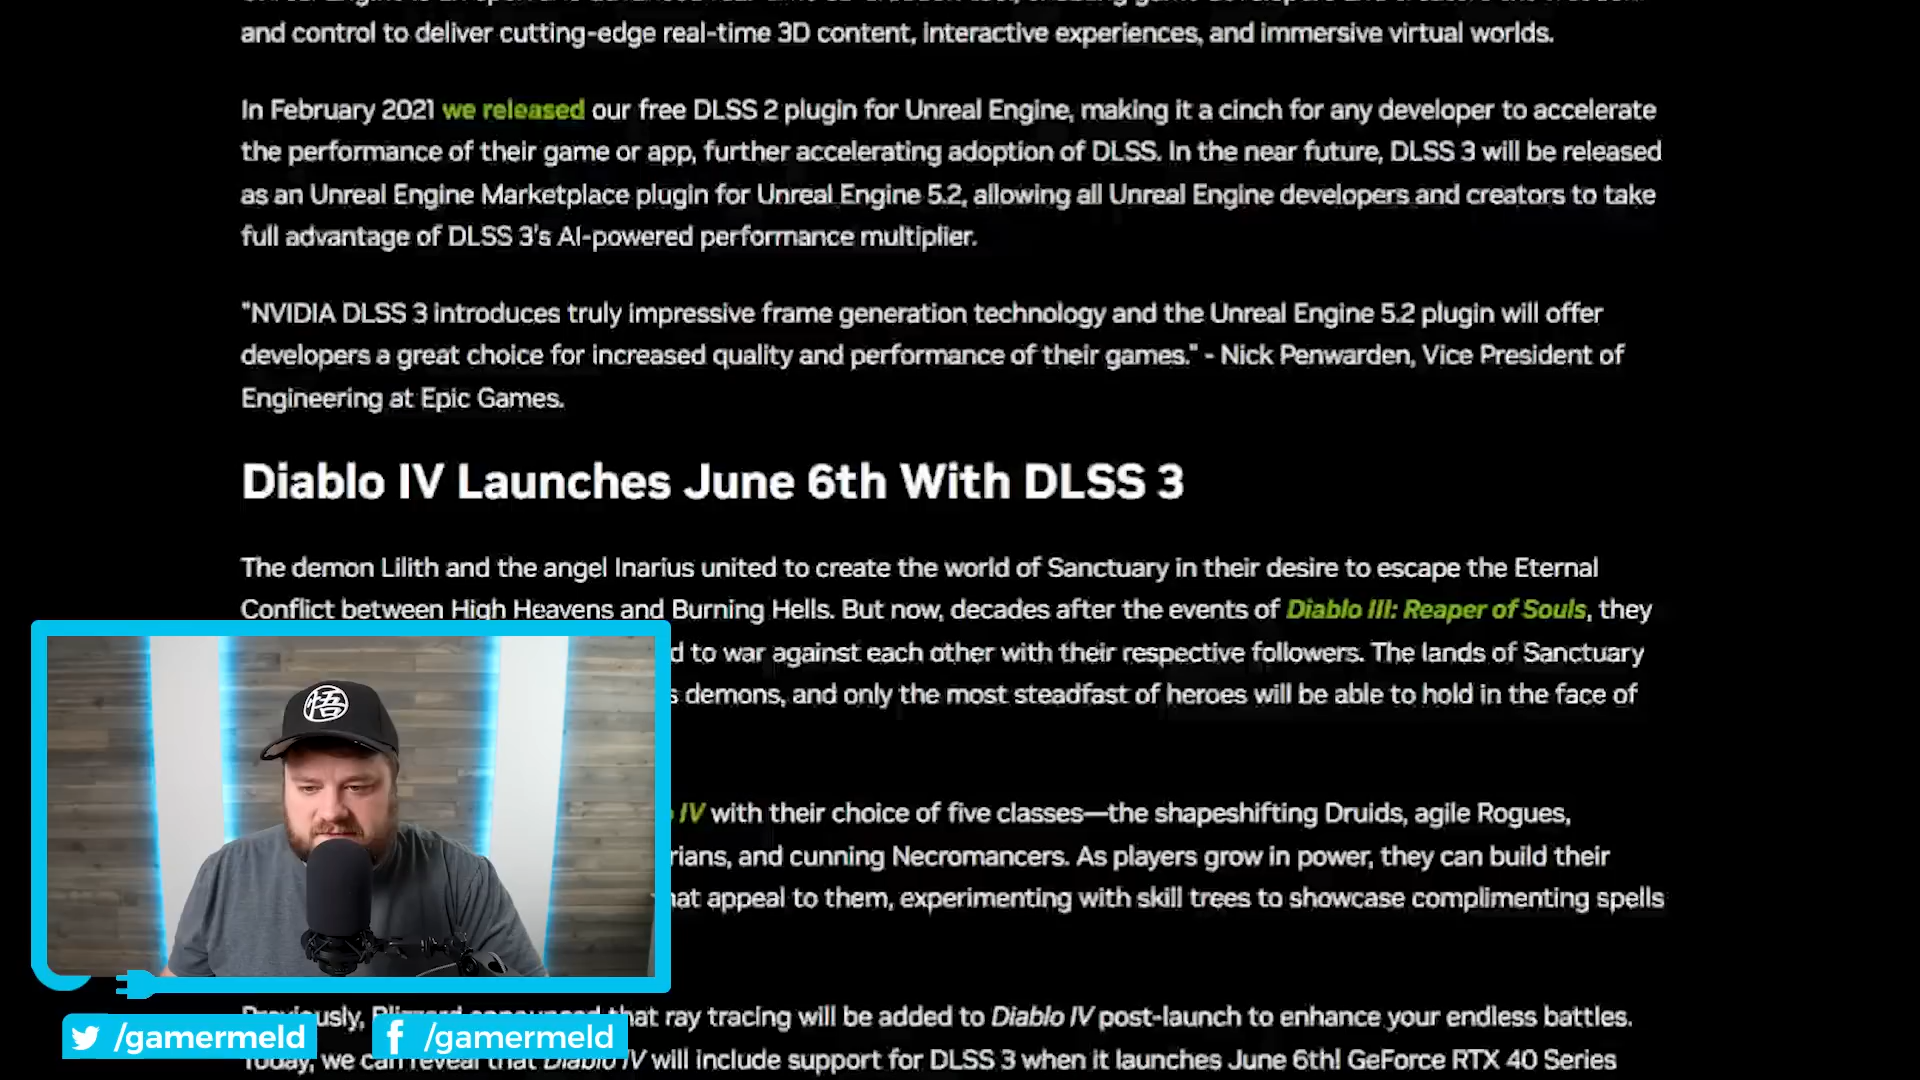 and control to deliver cutting-edge real-time 3D content, interactive experiences, and immersive virtual worlds.
In February 2021 we released our free DLSS 2 plugin for Unreal Engine, making it a cinch for any developer to accelerate
the performance of their game or app, further accelerating adoption of DLSS. In the near future, DLSS 3 will be released
as an Unreal Engine Marketplace plugin for Unreal Engine 5.2, allowing all Unreal Engine developers and creators to take
full advantage of DLSS 3's AI-powered performance multiplier.
"NVIDIA DLSS 3 introduces truly impressive frame generation technology and the Unreal Engine 5.2 plugin will offer
developers a great choice for increased quality and performance of their games." - Nick Penwarden, Vice President of
Engineering at Epic Games.
Diablo IV Launches June 6th With DLSS 3
The demon Lilith and the angel Inarius united to create the world of Sanctuary in their desire to escape the Eternal
Conflict between High Heavens and Burning Hells. But now, decades after the events of Diablo III: Reaper of Souls, they
to war against each other with their respective followers. The lands of Sanctuary
demons, and only the most steadfast of heroes will be able to hold in the face of
IV with their choice of five classes—the shapeshifting Druids, agile Rogues,
and cunning Necromancers. As players grow in power, they can build their
appeal to them, experimenting with skill trees to showcase complimenting spells
that ray tracing will be added to Diablo IV post-launch to enhance your endless battles.
Today, we can reveal that Diablo IV will include support for DLSS 3 when it launches June 6th! GeForce RTX 40 Series
悟
/gamermeld
f /gamermeld